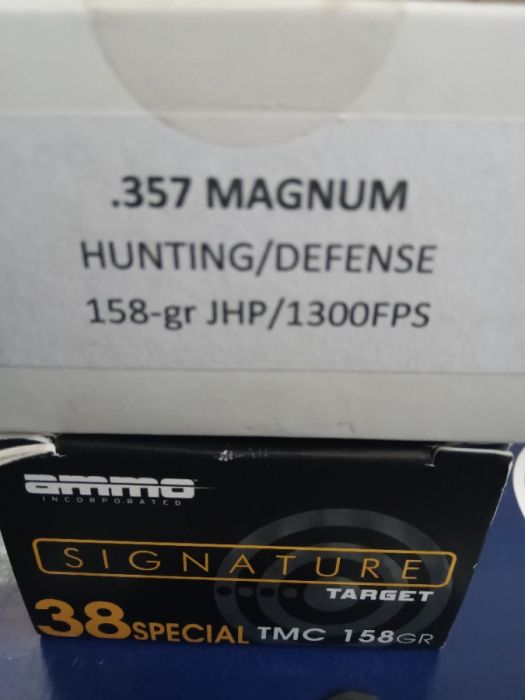 .357 MAGNUM
HUNTING/DEFENSE
158-gr JHP/1300FPS
ammo
INCORPORATED
SIGNATURE
TARGET
38 SPECIAL TMC 158GR